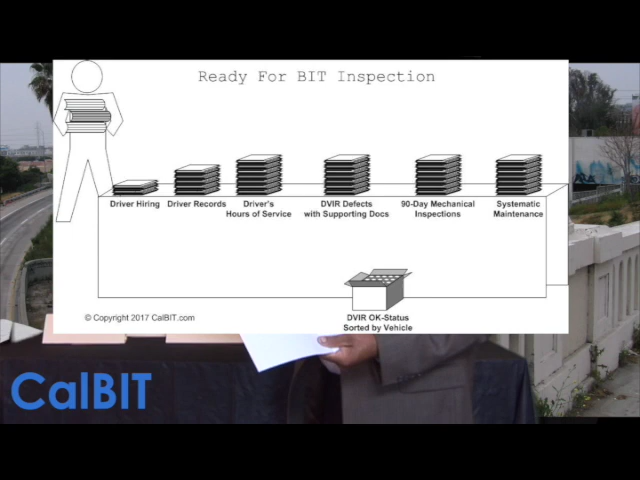 Ready For BIT Inspection
Driver Hiring
Driver Records
Driver's
Hours of Service
DVIR Defects
with Supporting Docs
90-Day Mechanical
Inspections
Systematic
Maintenance
© Copyright 2017 CalBIT.com
DVIR OK-Status
Sorted by Vehicle
CalBIT